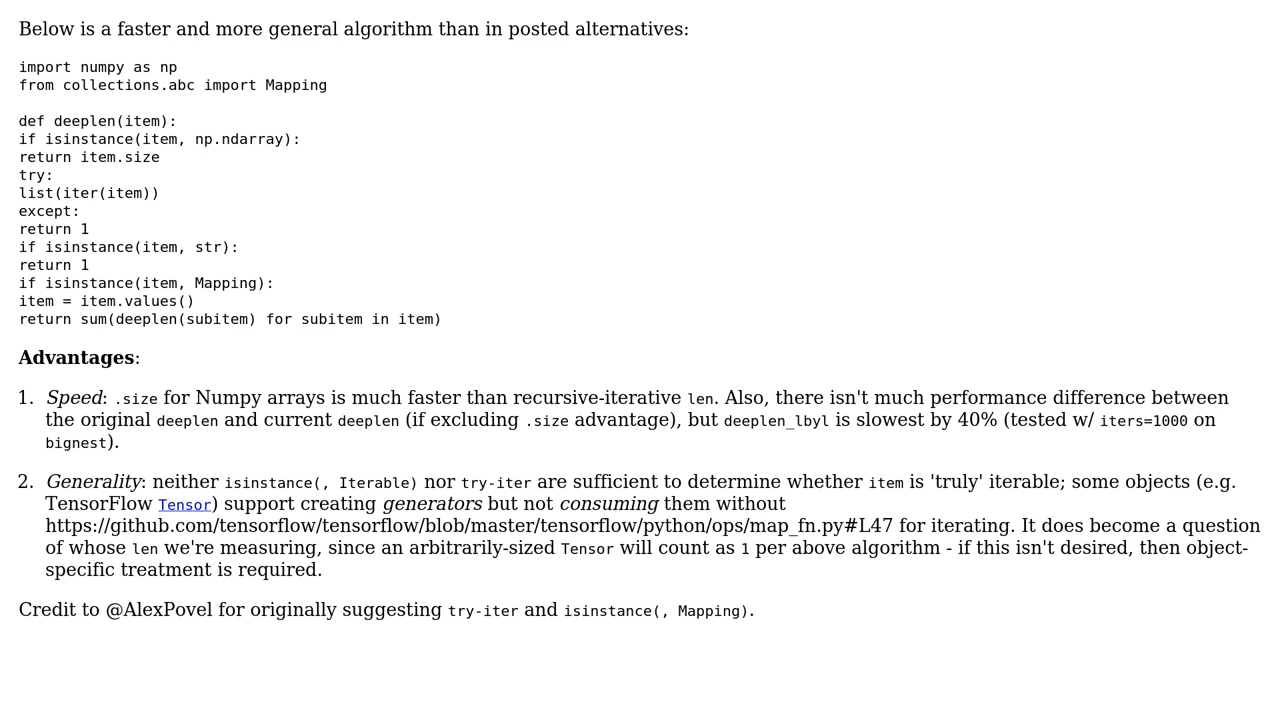 Below is a faster and more general algorithm than in posted alternatives:
import numpy as np
from collections.abc import Mapping
def deeplen(item):
if isinstance(item, np.ndarray):
return item.size
try:
list(iter(item))
except:
return 1
if isinstance(item, str):
return 1
if isinstance(item, Mapping):
item = item.values()
return sum(deeplen(subitem) for subitem in item)
Advantages:
1. Speed: .size for Numpy arrays is much faster than recursive-iterative len. Also, there isn't much performance difference between
the original deeplen and current deeplen (if excluding .size advantage), but deeplen_lbyl is slowest by 40% (tested w/ iters=1000 on
bignest).
2. Generality: neither isinstance(, Iterable) nor try-iter are sufficient to determine whether item is 'truly' iterable; some objects (e.g.
TensorFlow Tensor) support creating generators but not consuming them without
https://github.com/tensorflow/tensorflow/blob/master/tensorflow/python/ops/map_fn.py#L47 for iterating. It does become a question
of whose len we're measuring, since an arbitrarily-sized Tensor will count as 1 per above algorithm - if this isn't desired, then object-
specific treatment is required.
Credit to @AlexPovel for originally suggesting try-iter and isinstance(, Mapping).